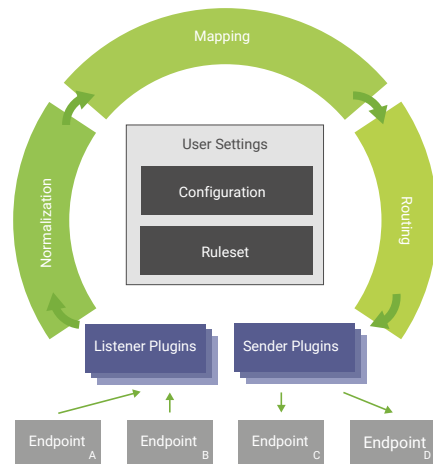 Mapping
Normalization
Routing
User Settings
Configuration
Ruleset
Listener Plugins
Sender Plugins
Endpoint A
Endpoint B
Endpoint C
Endpoint D